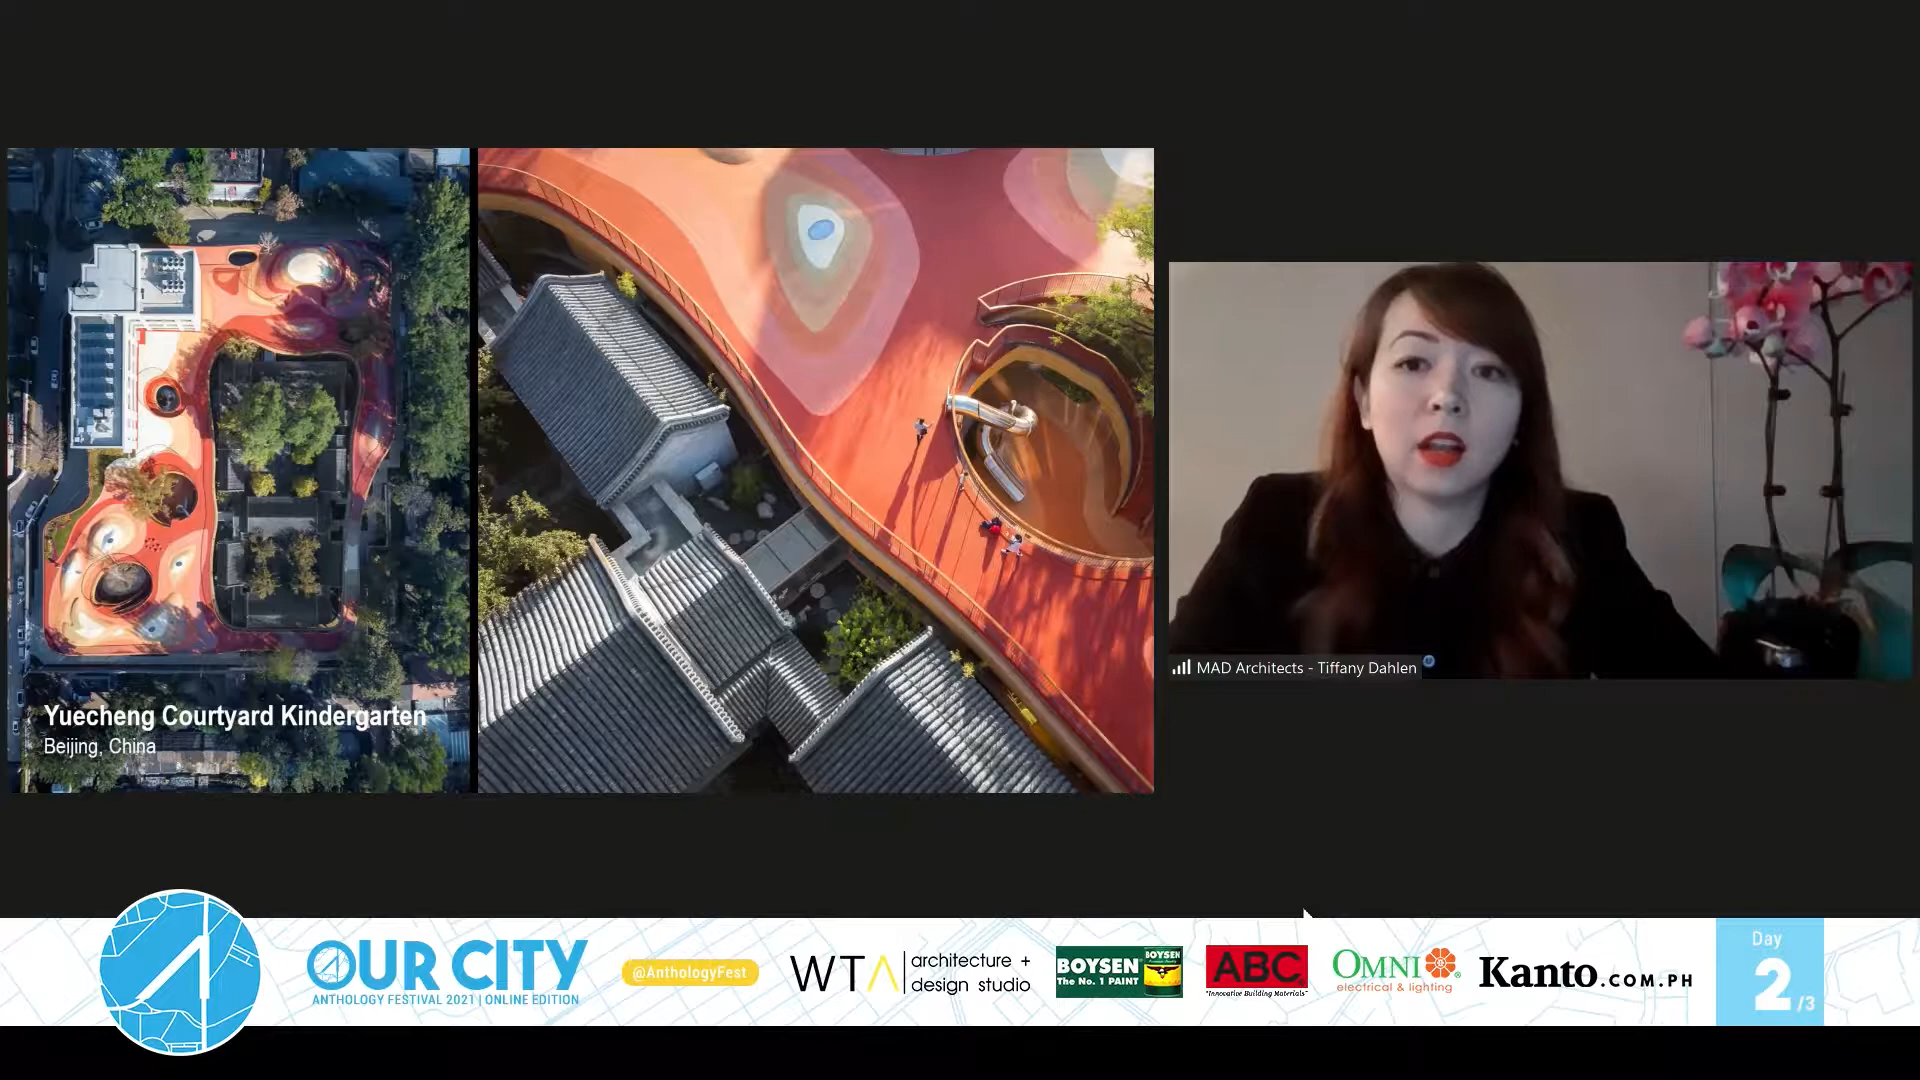 Yuecheng Courtyard Kindergarten
Beijing, China
MAD Architects - Tiffany Dahlen
OUR CITY
ANTHOLOGY FESTIVAL 2021 | ONLINE EDITION
@AnthologyFest
WTA
architecture +
design studio
BOYSEN
The No. 1 PAINT
BOYSEN
ABC
"Innovative Building Materials"
OMNI
electrical & lighting
Kanto.COM.PH
Day
2/3